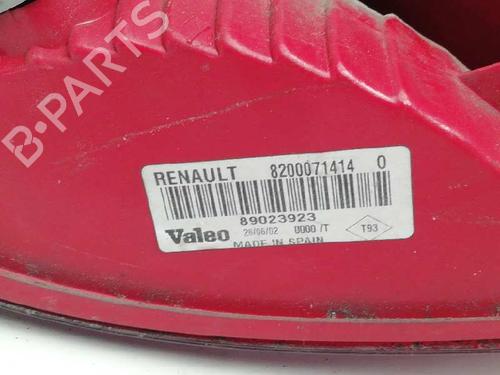 RENAULT 8200071414 0
89023923
Valeo 28/06/02 0000 /T T93
MADE IN SPAIN
B-PARTS